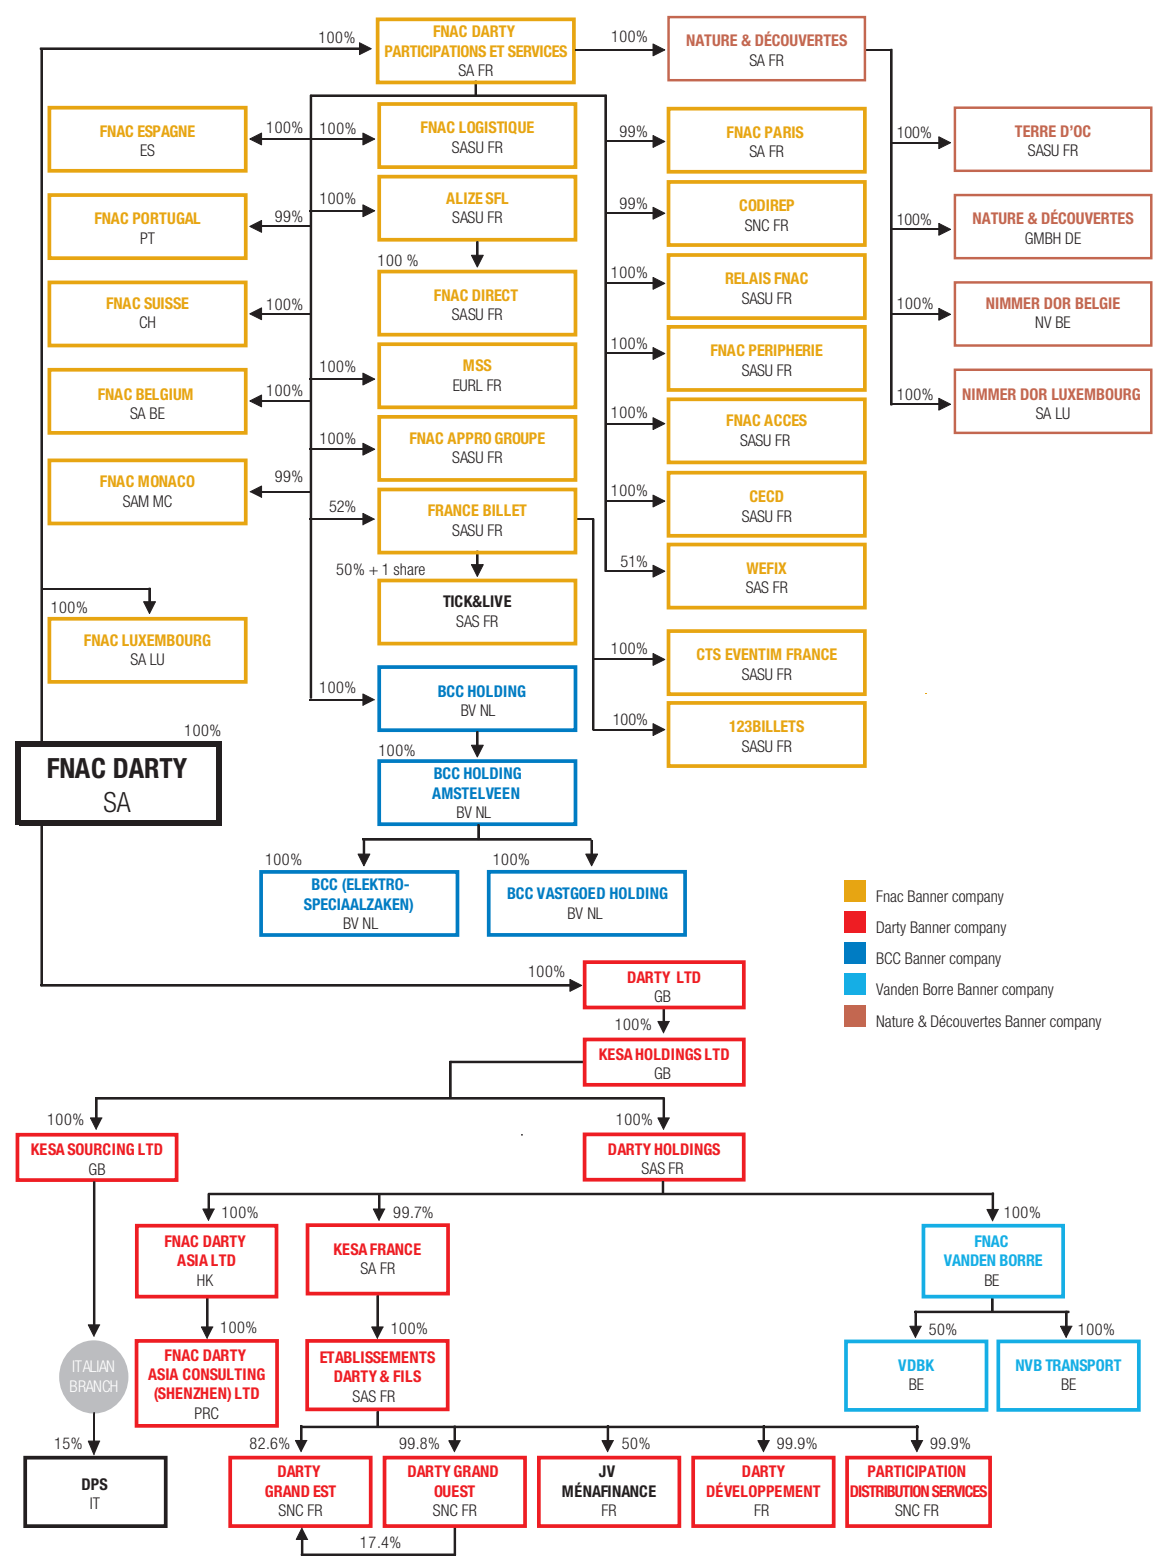 100%
FNAC DARTY
PARTICIPATIONS ET SERVICES
SA FR
100%
NATURE & DÉCOUVERTES
SA FR
FNAC ESPAGNE
ES
100%
100%
FNAC LOGISTIQUE
SASU FR
99%
FNAC PARIS
SA FR
100%
TERRE D'OC
SASU FR
FNAC PORTUGAL
PT
99%
100%
ALIZE SFL
SASU FR
99%
CODIREP
SNC FR
100%
NATURE & DÉCOUVERTES
GMBH DE
100 %
FNAC DIRECT
SASU FR
100%
RELAIS FNAC
SASU FR
FNAC SUISSE
CH
100%
100%
NIMMER DOR BELGIE
NV BE
100%
MSS
EURL FR
100%
FNAC PERIPHERIE
SASU FR
FNAC BELGIUM
SA BE
100%
100%
NIMMER DOR LUXEMBOURG
SA LU
100%
FNAC APPRO GROUPE
SASU FR
100%
FNAC ACCES
SASU FR
FNAC MONACO
SAM MC
99%
52%
FRANCE BILLET
SASU FR
100%
CECD
SASU FR
50% + 1 share
TICK&LIVE
SAS FR
51%
WEFIX
SAS FR
100%
FNAC LUXEMBOURG
SA LU
100%
CTS EVENTIM FRANCE
SASU FR
100%
BCC HOLDING
BV NL
100%
123BILLETS
SASU FR
100%
FNAC DARTY
SA
100%
BCC HOLDING
AMSTELVEEN
BV NL
100%
BCC (ELEKTRO-
SPECIAALZAKEN)
BV NL
100%
BCC VASTGOED HOLDING
BV NL
Fnac Banner company
Darty Banner company
BCC Banner company
Vanden Borre Banner company
Nature & Découvertes Banner company
100%
DARTY LTD
GB
100%
KESA HOLDINGS LTD
GB
100%
KESA SOURCING LTD
GB
100%
DARTY HOLDINGS
SAS FR
100%
FNAC DARTY
ASIA LTD
HK
99.7%
KESA FRANCE
SA FR
100%
FNAC
VANDEN BORRE
BE
ITALIAN
BRANCH
100%
FNAC DARTY
ASIA CONSULTING
(SHENZHEN) LTD
PRC
100%
ETABLISSEMENTS
DARTY & FILS
SAS FR
50%
VDBK
BE
100%
NVB TRANSPORT
BE
15%
DPS
IT
82.6%
DARTY
GRAND EST
SNC FR
99.8%
DARTY GRAND
OUEST
SNC FR
50%
JV
MÉNAFINANCE
FR
99.9%
DARTY
DÉVELOPPEMENT
FR
99.9%
PARTICIPATION
DISTRIBUTION SERVICES
SNC FR
17.4%